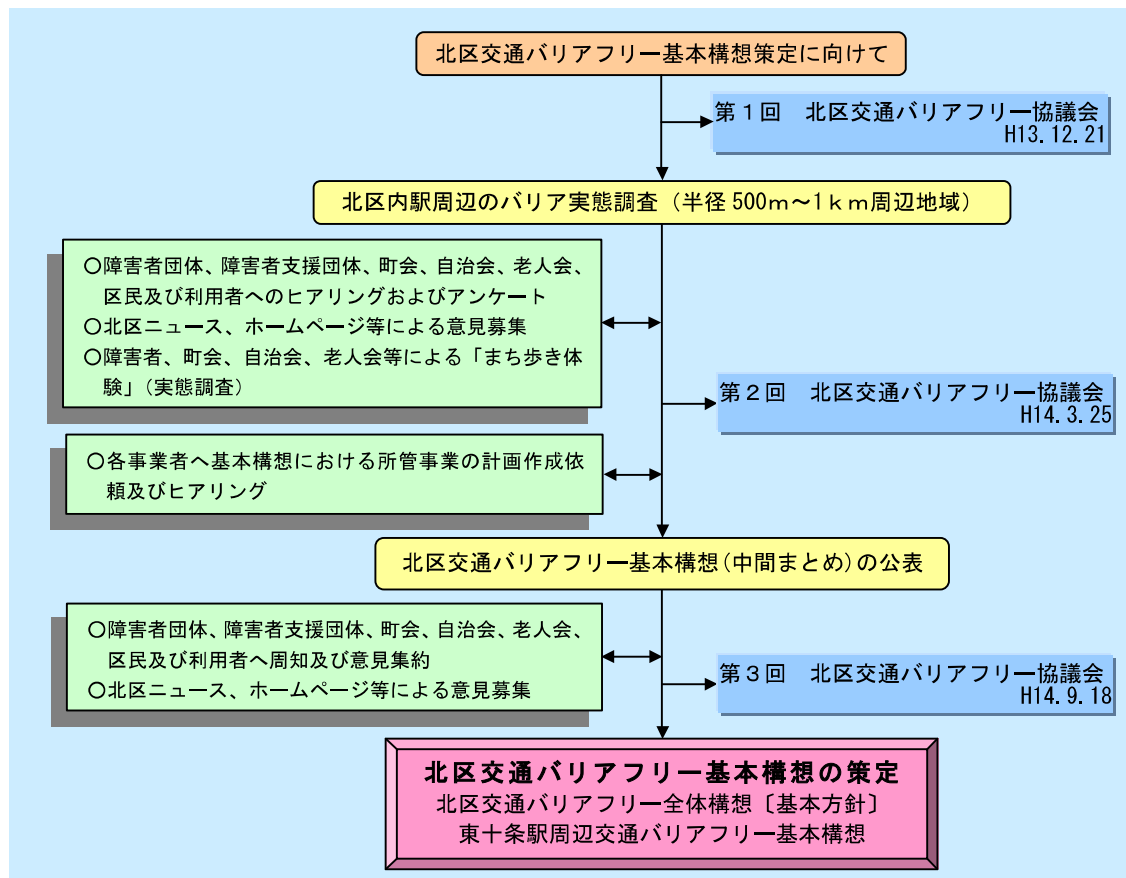 北区交通バリアフリー基本構想策定に向けて
第1回　北区交通バリアフリー協議会
H13.12.21
北区内駅周辺のバリア実態調査（半径500m～1km周辺地域）
○障害者団体、障害者支援団体、町会、自治会、老人会、
区民及び利用者へのヒアリングおよびアンケート
○北区ニュース、ホームページ等による意見募集
○障害者、町会、自治会、老人会等による「まち歩き体
験」（実態調査）
第2回　北区交通バリアフリー協議会
H14.3.25
○各事業者へ基本構想における所管事業の計画作成依
頼及びヒアリング
北区交通バリアフリー基本構想(中間まとめ)の公表
○障害者団体、障害者支援団体、町会、自治会、老人会、
区民及び利用者へ周知及び意見集約
○北区ニュース、ホームページ等による意見募集
第3回　北区交通バリアフリー協議会
H14.9.18
北区交通バリアフリー基本構想の策定
北区交通バリアフリー全体構想〔基本方針〕
東十条駅周辺交通バリアフリー基本構想